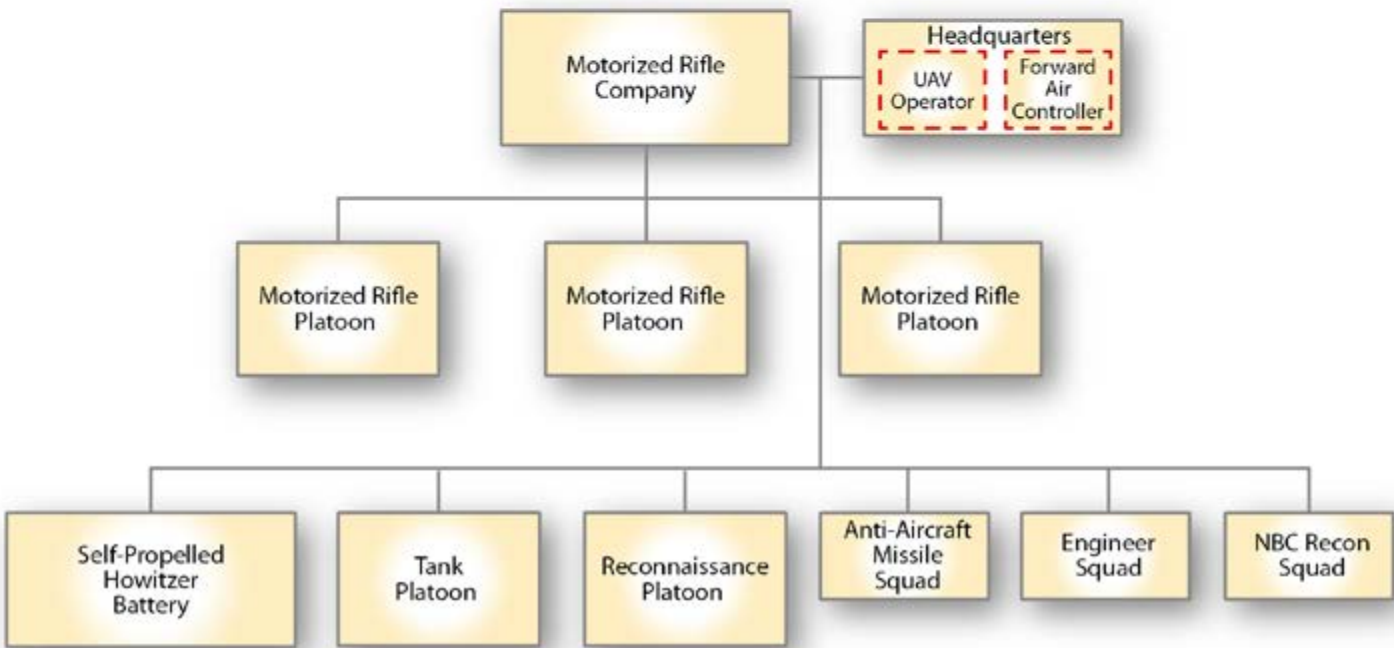 Motorized Rifle
Company
Headquarters
UAV
Operator
Forward
Air
Controller
Motorized Rifle
Platoon
Motorized Rifle
Platoon
Motorized Rifle
Platoon
Self-Propelled
Howitzer
Battery
Tank
Platoon
Reconnaissance
Platoon
Anti-Aircraft
Missile
Squad
Engineer
Squad
NBC Recon
Squad